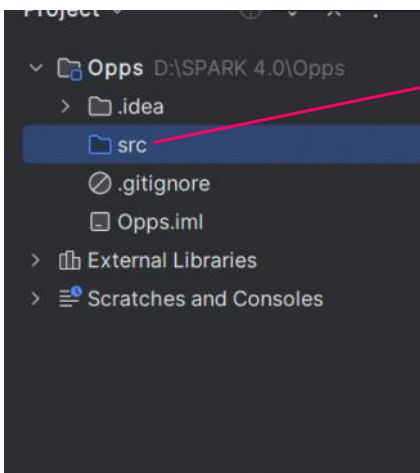 Project
Opps D:\SPARK 4.0\Opps
.idea
src
.gitignore
Opps.iml
External Libraries
Scratches and Consoles